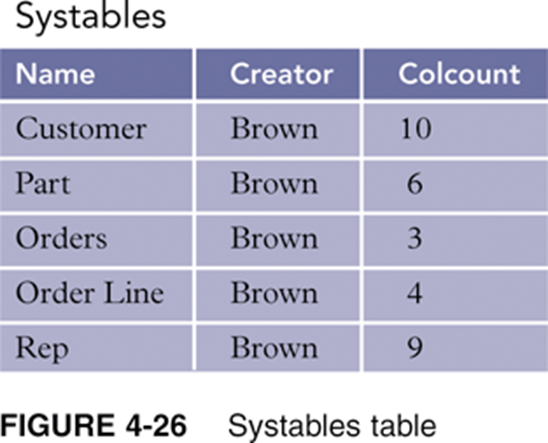 Systables
Name Creator Colcount
Customer Brown 10
Part Brown 6
Orders Brown 3
Order Line Brown 4
Rep Brown 9
FIGURE 4-26 Systables table